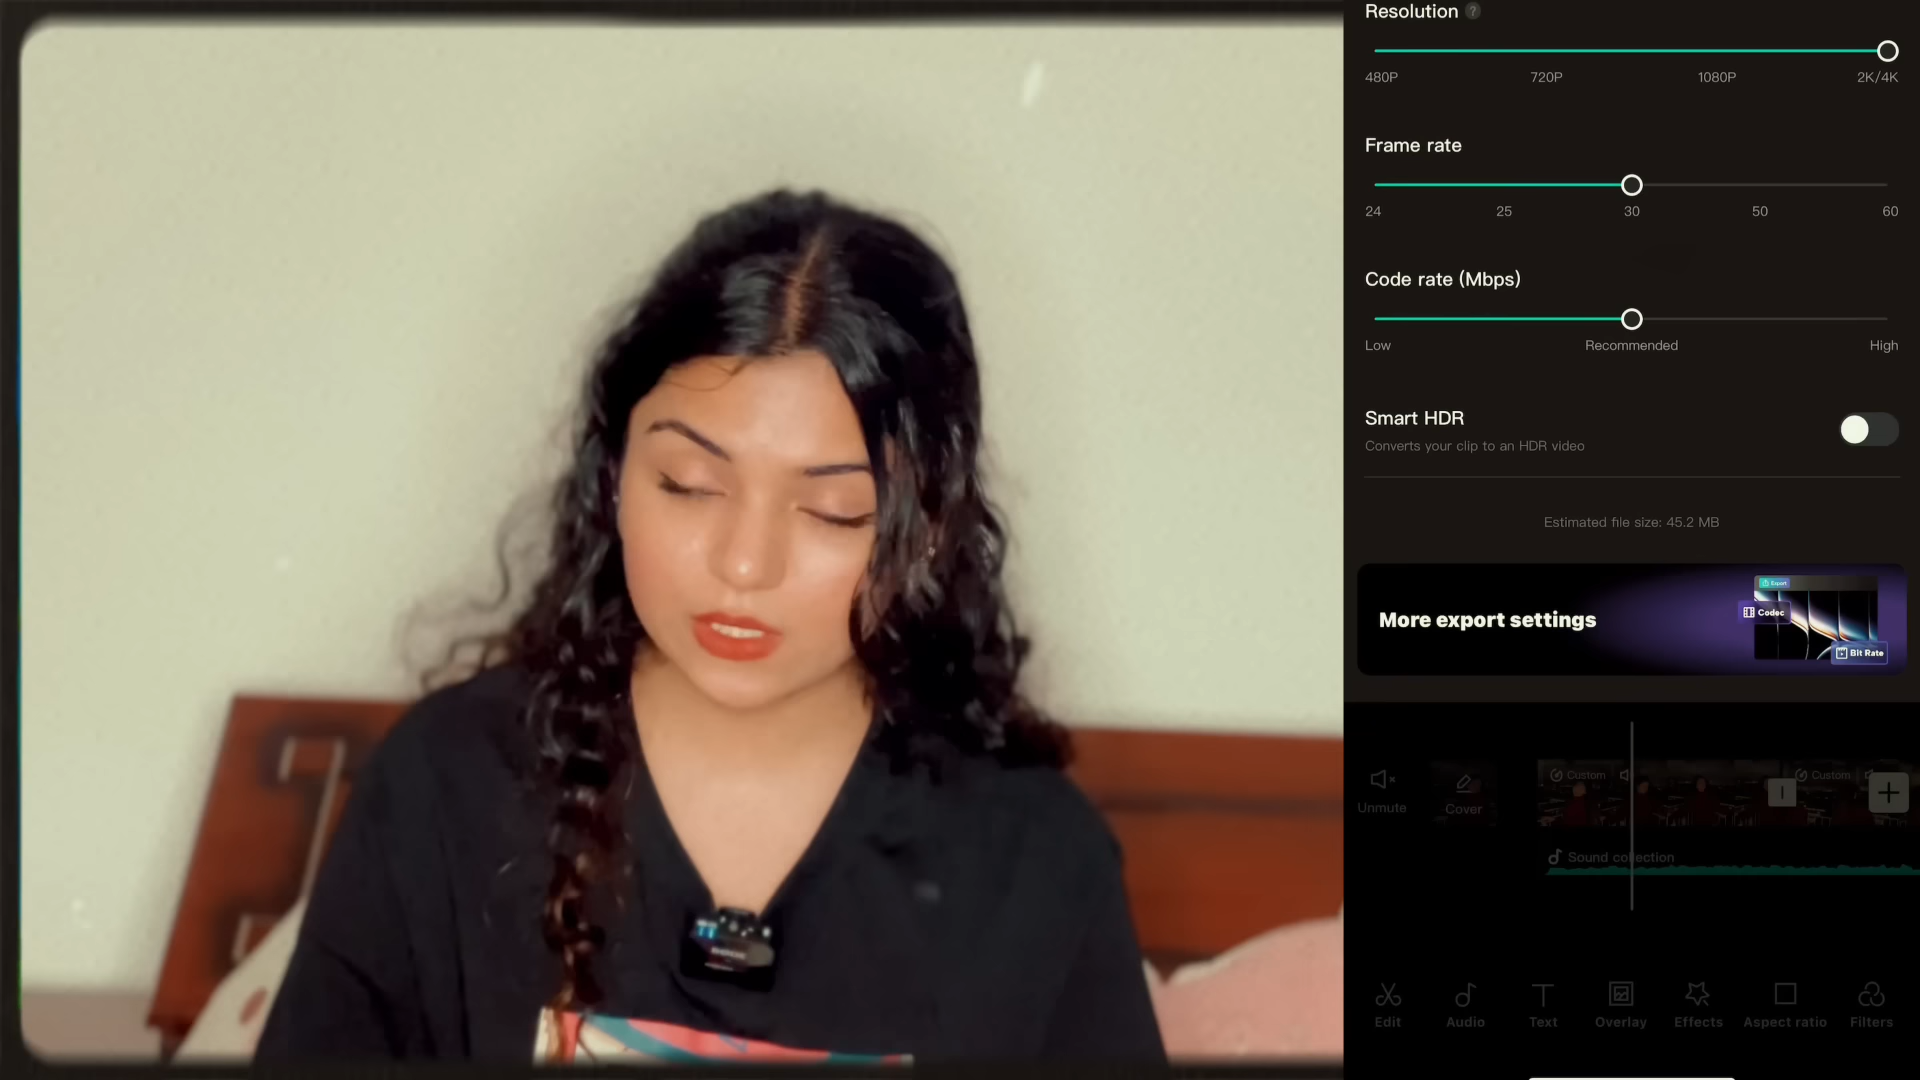 Resolution ?
480P 720P 1080P 2K/4K
Frame rate
24 25 30 50 60
Code rate (Mbps)
Low Recommended High
Smart HDR
Converts your clip to an HDR video
Estimated file size: 45.2 MB
More export settings
Export
Codec
Bit Rate
Custom
Custom
Unmute
Cover
Sound collection
Edit Audio Text Overlay Effects Aspect ratio Filters